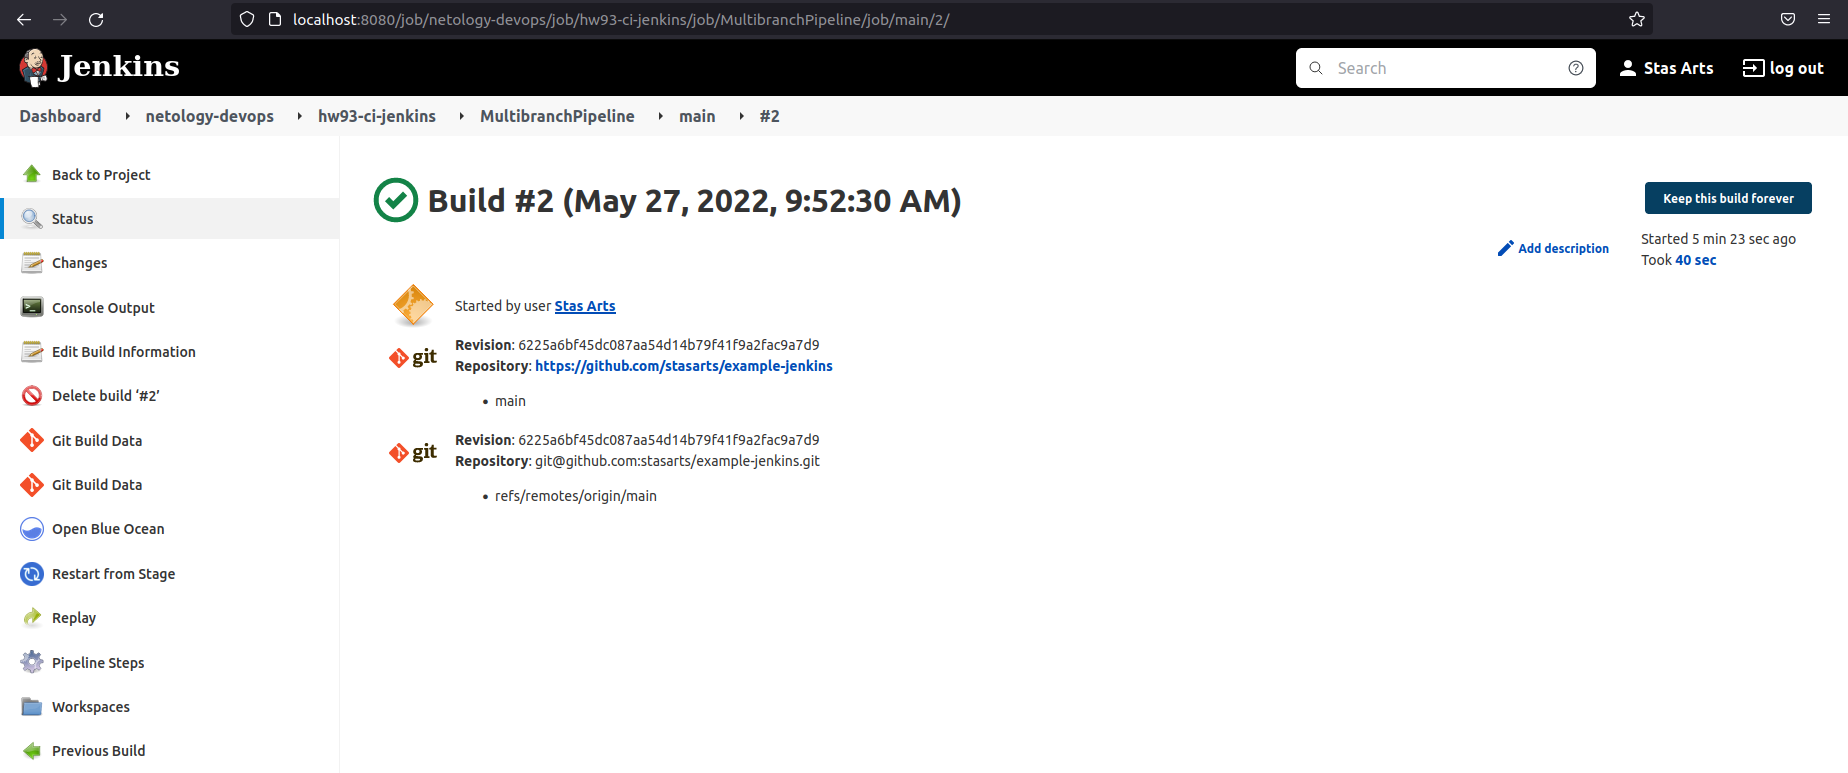 localhost:8080/job/netology-devops/job/hw93-ci-jenkins/job/MultibranchPipeline/job/main/2/
Jenkins
Search
Stas Arts
log out
Dashboard netology-devops hw93-ci-jenkins MultibranchPipeline main #2
Back to Project
Status
Changes
Console Output
Edit Build Information
Delete build ‘#2’
Git Build Data
Git Build Data
Open Blue Ocean
Restart from Stage
Replay
Pipeline Steps
Workspaces
Previous Build
Build #2 (May 27, 2022, 9:52:30 AM)
Keep this build forever
Add description
Started 5 min 23 sec ago
Took 40 sec
Started by user Stas Arts
git
Revision: 6225a6bf45dc087aa54d14b79f41f9a2fac9a7d9
Repository: https://github.com/stasarts/example-jenkins
• main
git
Revision: 6225a6bf45dc087aa54d14b79f41f9a2fac9a7d9
Repository: git@github.com:stasarts/example-jenkins.git
• refs/remotes/origin/main